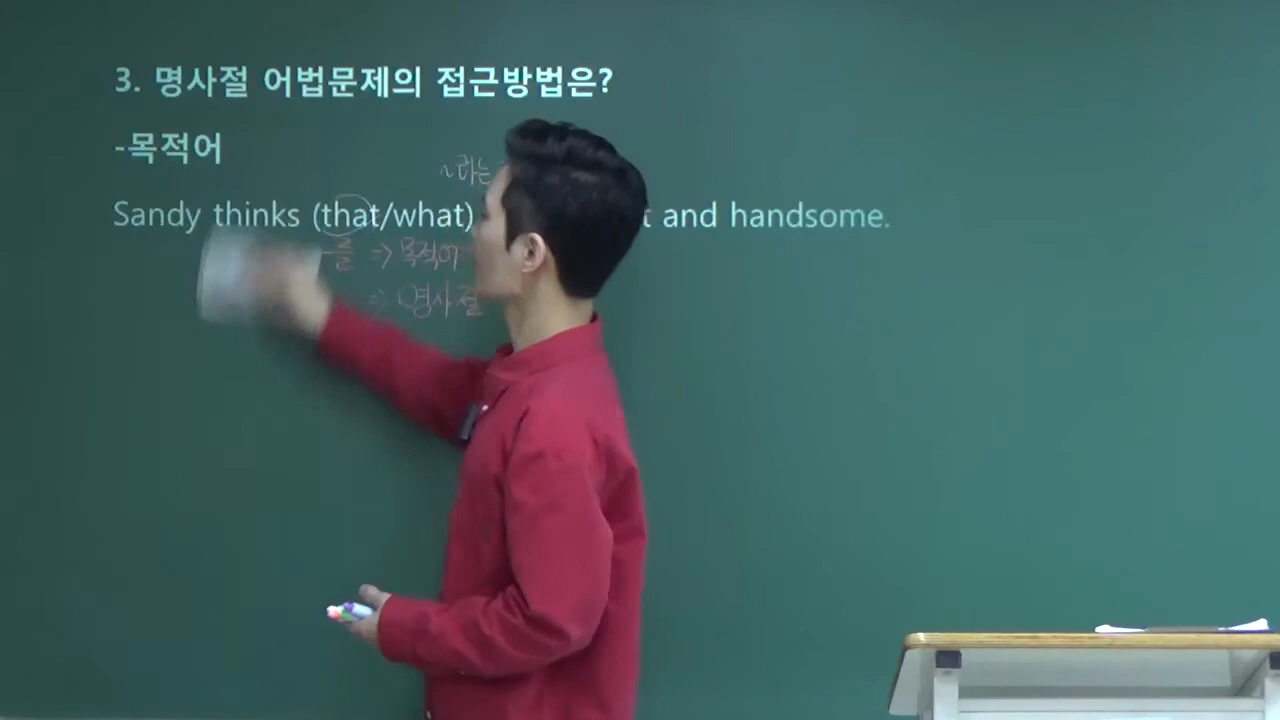 3. 명사절 어법문제의 접근방법은?
-목적어
~라는
Sandy thinks (that/what) t and handsome.
를 => 목적어
=> 명사절